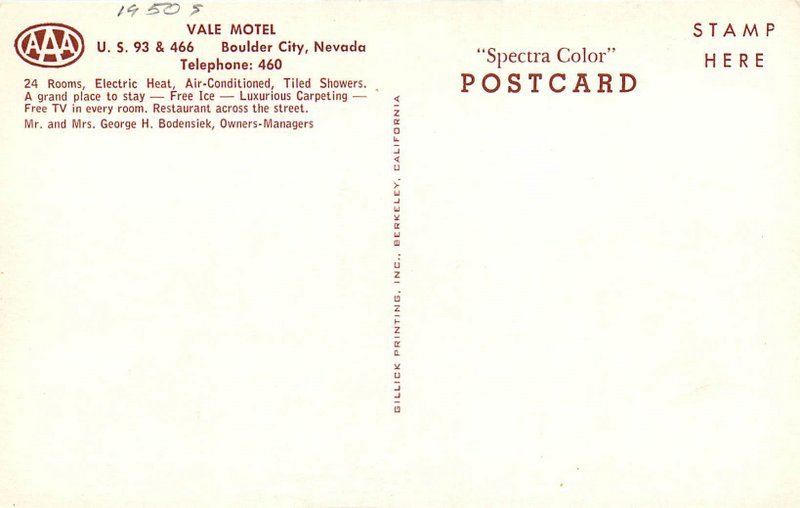 1950s
AAA
VALE MOTEL
U. S. 93 & 466 Boulder City, Nevada
Telephone: 460
24 Rooms, Electric Heat, Air-Conditioned, Tiled Showers.
A grand place to stay — Free Ice — Luxurious Carpeting —
Free TV in every room. Restaurant across the street.
Mr. and Mrs. George H. Bodensiek, Owners-Managers
GILLICK PRINTING, INC., BERKELEY, CALIFORNIA
"Spectra Color"
POSTCARD
STAMP
HERE